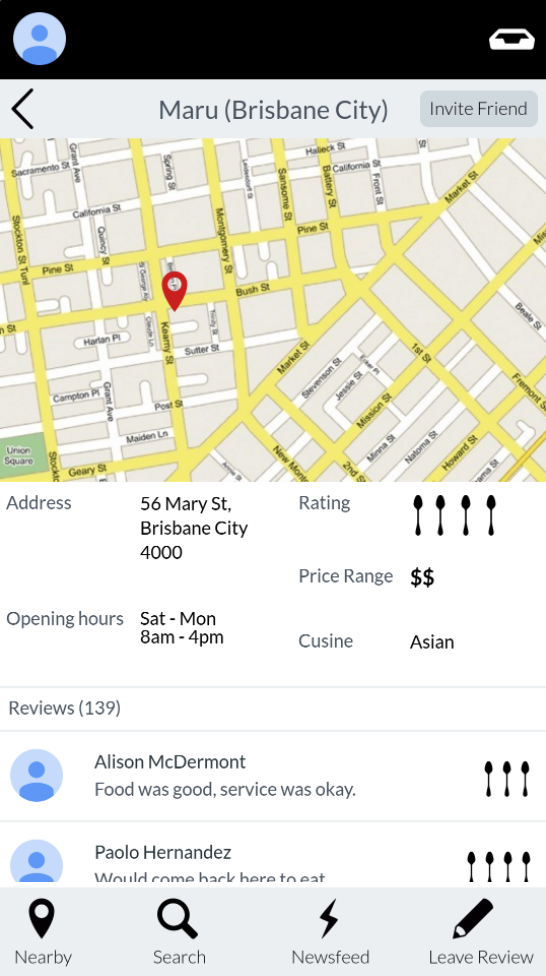 Maru (Brisbane City)
Invite Friend
Halleck St
Sacramento St
Grant Ave
Spring St
California St
Battery St
Front St
St
Sansome St
Market St
California St
Stockton St Tunl
Quincy St
Montgomery St
Pine St
Pine St
Bush St
Kearny St
Harlan Pl
Sutter St
Market St
1st St
Beale St
Stevenson St
Jessie St
Campton Pl
Grant Ave
Post St
Mission St
Fremont St
Maiden Ln
Minna St
Natoma St
Howard St
Union
Square
Geary St
New Mont
2nd St
Address
56 Mary St,
Brisbane City
4000
Rating
Price Range
$$
Opening hours
Sat - Mon
8am - 4pm
Cusine
Asian
Reviews (139)
Alison McDermont
Food was good, service was okay.
Paolo Hernandez
Would come back here to eat
Nearby
Search
Newsfeed
Leave Review